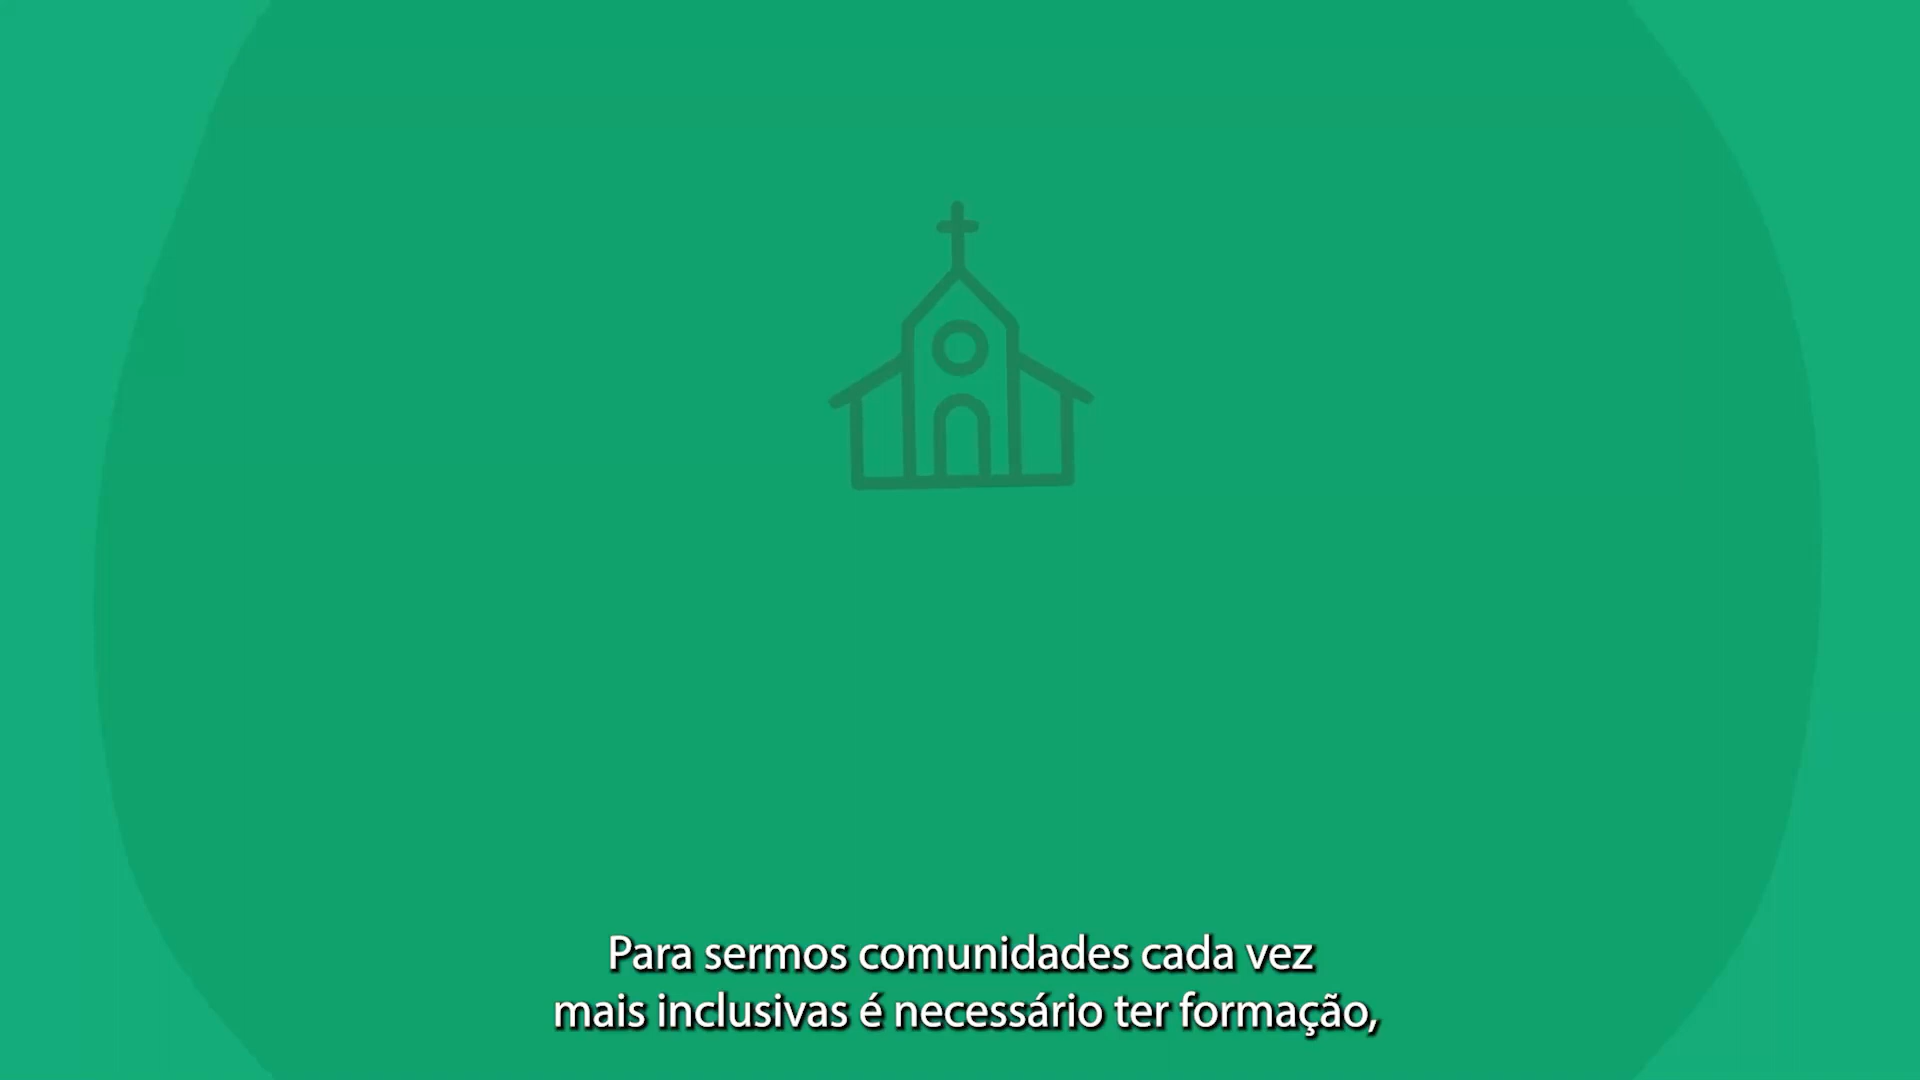 Para sermos comunidades cada vez
mais inclusivas é necessário ter formação,